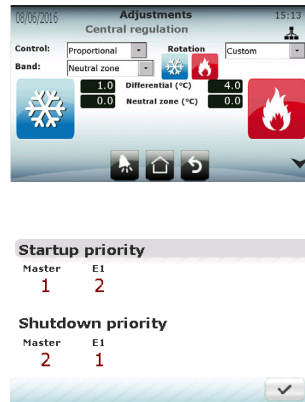 08/06/2016 Adjustments 15:13
Central regulation
Control: Proportional Rotation Custom
Band: Neutral zone
1.0 Differential (°C) 4.0
0.0 Neutral zone (°C) 0.0
Startup priority
Master E1
1 2
Shutdown priority
Master E1
2 1